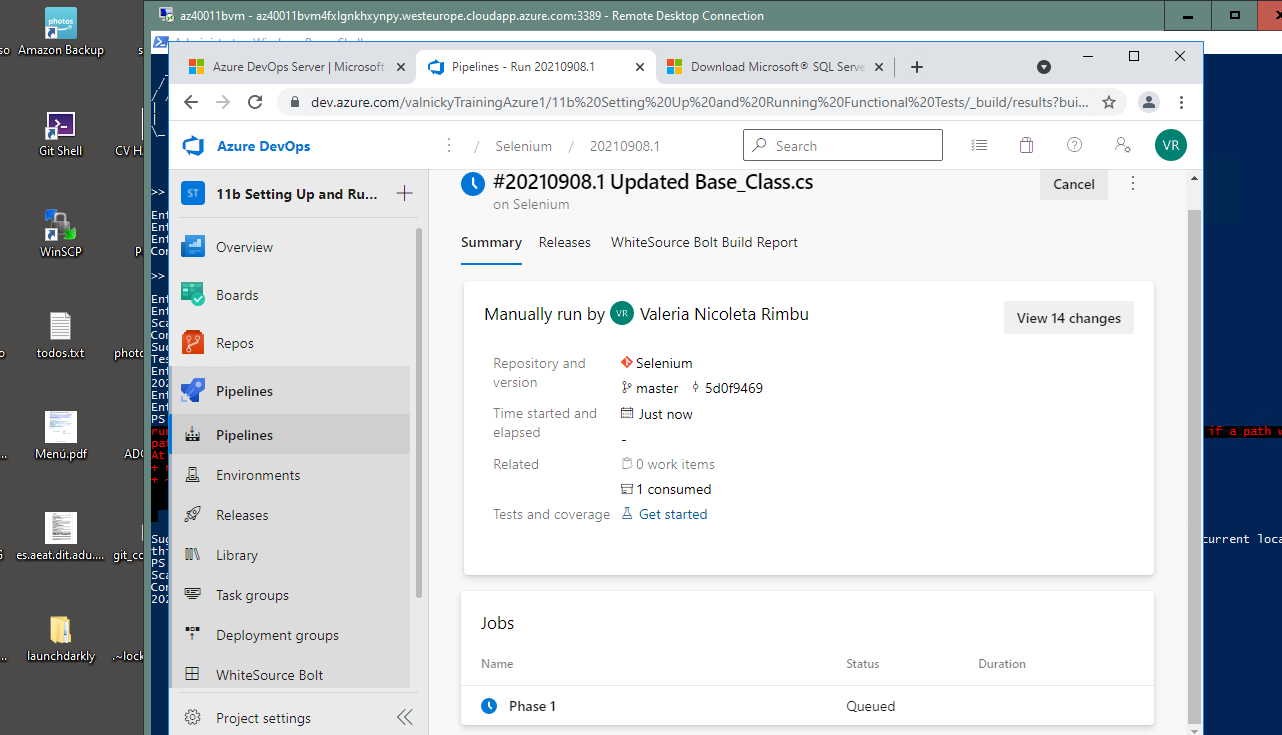 az40011bvm - az40011bvm4fxlgnkhxynpy.westeurope.cloudapp.azure.com:3389 - Remote Desktop Connection
Amazon Backup
Git Shell
CV H
WinSCP
todos.txt
photo
Menú.pdf
ADC
es.aeat.dit.adu....
git_cc
launchdarkly
.~lock
Azure DevOps Server | Microsoft
Pipelines - Run 20210908.1
Download Microsoft® SQL Serve
dev.azure.com/valnickyTrainingAzure1/11b%20Setting%20Up%20and%20Running%20Functional%20Tests/_build/results?bui...
Azure DevOps
/ Selenium / 20210908.1
Search
VR
ST 11b Setting Up and Ru...
Overview
Boards
Repos
Pipelines
Pipelines
Environments
Releases
Library
Task groups
Deployment groups
WhiteSource Bolt
Project settings
#20210908.1 Updated Base_Class.cs
on Selenium
Cancel
Summary Releases WhiteSource Bolt Build Report
Manually run by VR Valeria Nicoleta Rimbu
View 14 changes
Repository and version
Selenium
master 5d0f9469
Time started and elapsed
Just now
-
Related
0 work items
1 consumed
Tests and coverage
Get started
Jobs
Name Status Duration
Phase 1 Queued
if a path w
current loca